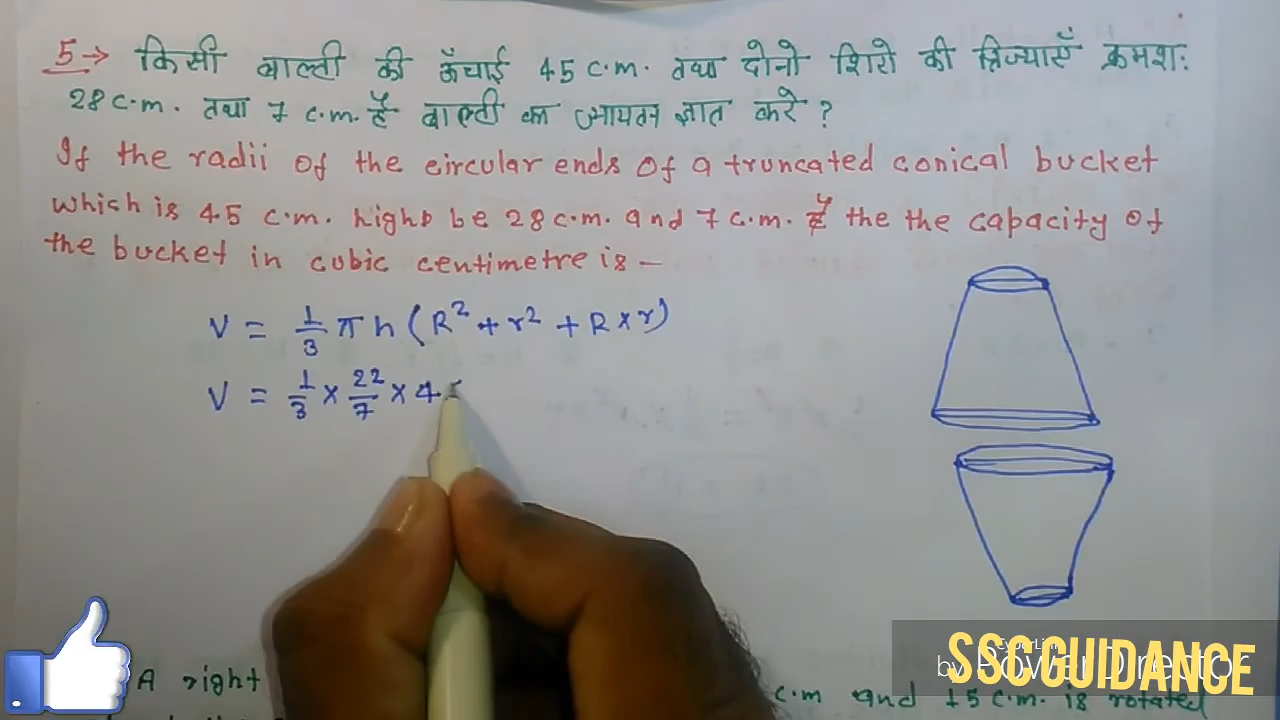 5→ किसी बाल्टी की ऊँचाई 45 c.m. तथा दोनो शिरो की त्रिज्याएँ क्रमश:
28 c.m. तथा 7 c.m. है बाल्टी का आयतन ज्ञात करे ?
If the radii of the circular ends of a truncated conical bucket
which is 45 c.m. high be 28 c.m. and 7 c.m. the the capacity of
the bucket in cubic centimetre is –
V = 1/3 π h (R² + r² + R × r)
V = 1/3 × 22/7 × 4
by PowerDirector
SSCGUIDANCE
A right c.m and 15 c.m. is rotated